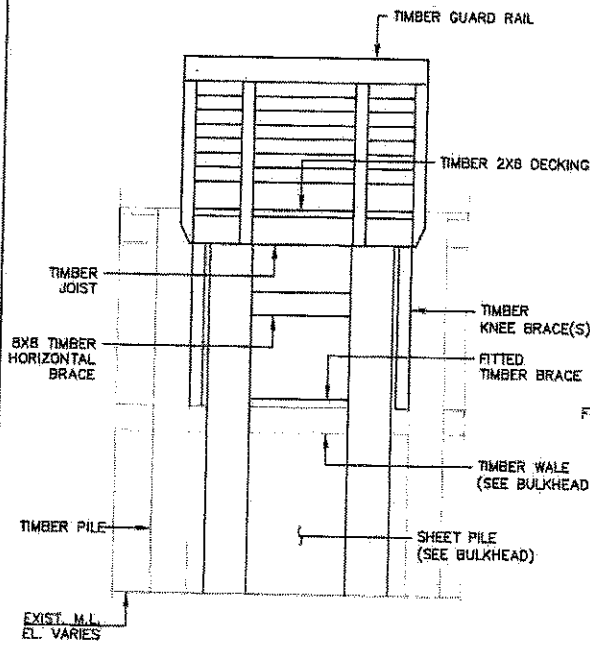 TIMBER GUARD RAIL
TIMBER 2X8 DECKING
TIMBER
JOIST
8X8 TIMBER
HORIZONTAL
BRACE
TIMBER
KNEE BRACE(S)
FITTED
TIMBER BRACE
F
TIMBER WALE
(SEE BULKHEAD
TIMBER PILE
SHEET PILE
(SEE BULKHEAD)
EXIST. M.L.
EL. VARIES